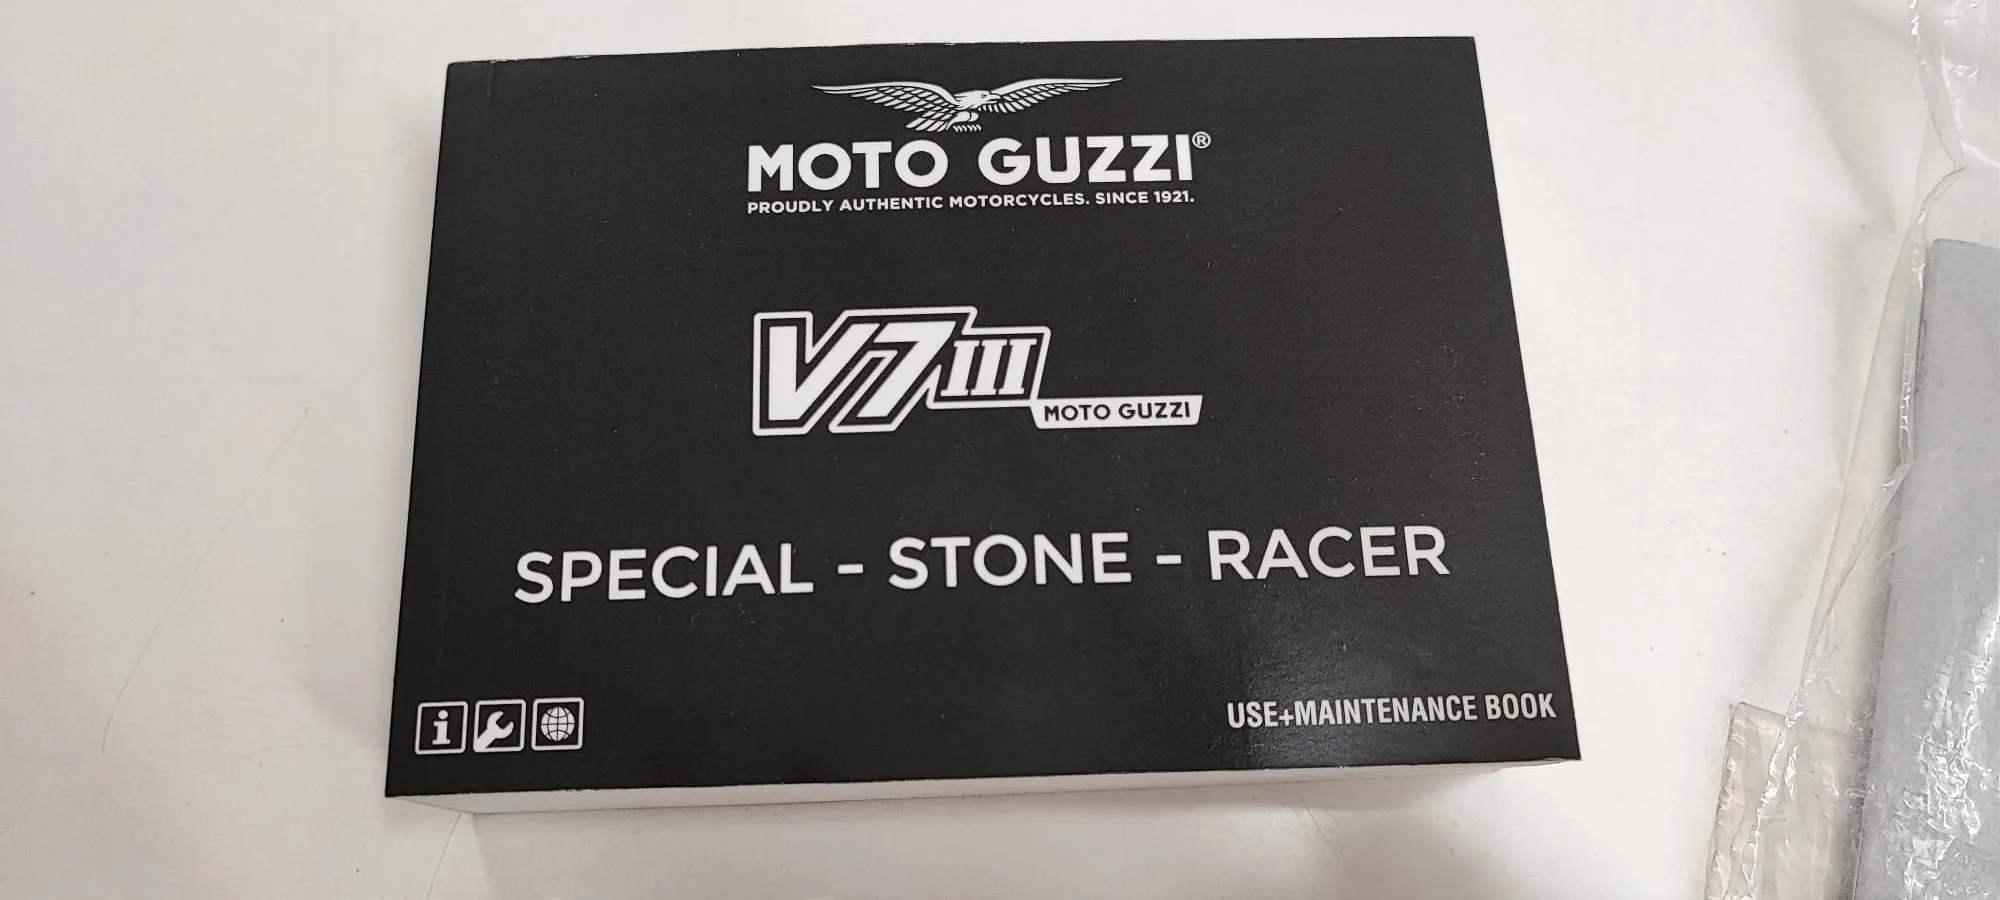 MOTO GUZZI®
PROUDLY AUTHENTIC MOTORCYCLES. SINCE 1921.
V7 III
MOTO GUZZI
SPECIAL - STONE - RACER
i
USE+MAINTENANCE BOOK